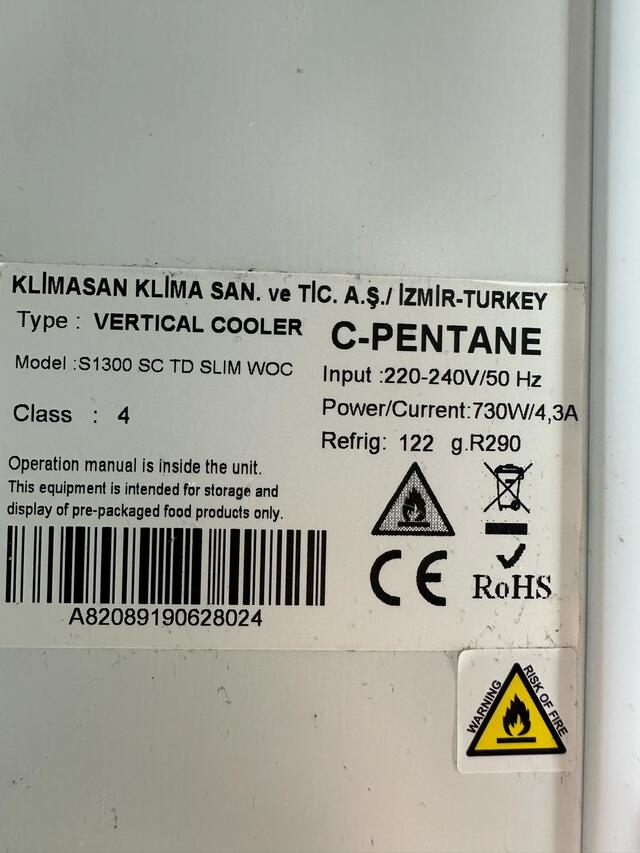 KLİMASAN KLİMA SAN. ve TİC. A.Ş./ İZMİR-TURKEY
Type : VERTICAL COOLER
C-PENTANE
Model :S1300 SC TD SLIM WOC
Input :220-240V/50 Hz
Class : 4
Power/Current:730W/4,3A
Refrig: 122 g.R290
Operation manual is inside the unit.
This equipment is intended for storage and
display of pre-packaged food products only.
CE
RoHS
A82089190628024
WARNING
RISK OF FIRE